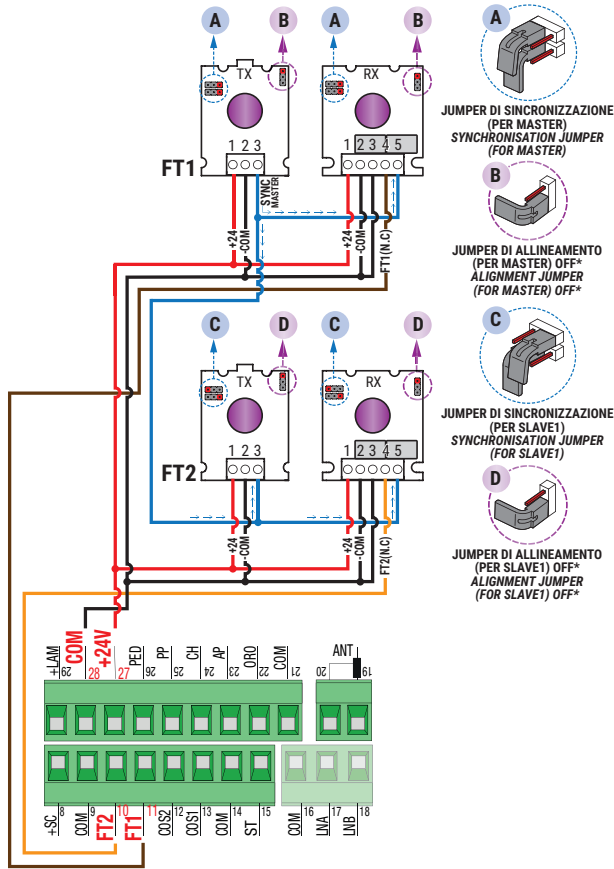 A B A B
TX RX
1 2 3 1 2 3 4 5
FT1
SYNC
MASTER
+24 -COM +24 -COM FT1(N.C)
C D C D
TX RX
1 2 3 1 2 3 4 5
FT2
+24 -COM +24 -COM FT2(N.C)
A
JUMPER DI SINCRONIZZAZIONE
(PER MASTER)
SYNCHRONISATION JUMPER
(FOR MASTER)
B
JUMPER DI ALLINEAMENTO
(PER MASTER) OFF*
ALIGNMENT JUMPER
(FOR MASTER) OFF*
C
JUMPER DI SINCRONIZZAZIONE
(PER SLAVE1)
SYNCHRONISATION JUMPER
(FOR SLAVE1)
D
JUMPER DI ALLINEAMENTO
(PER SLAVE1) OFF*
ALIGNMENT JUMPER
(FOR SLAVE1) OFF*
+LAM COM +24V PED PP CH AP ORO COM ANT
29 28 27 26 25 24 23 22 21 20 19
8 9 10 11 12 13 14 15 16 17 18
+SC COM FT2 FT1 COS2 COS1 COM ST COM LNA LNB